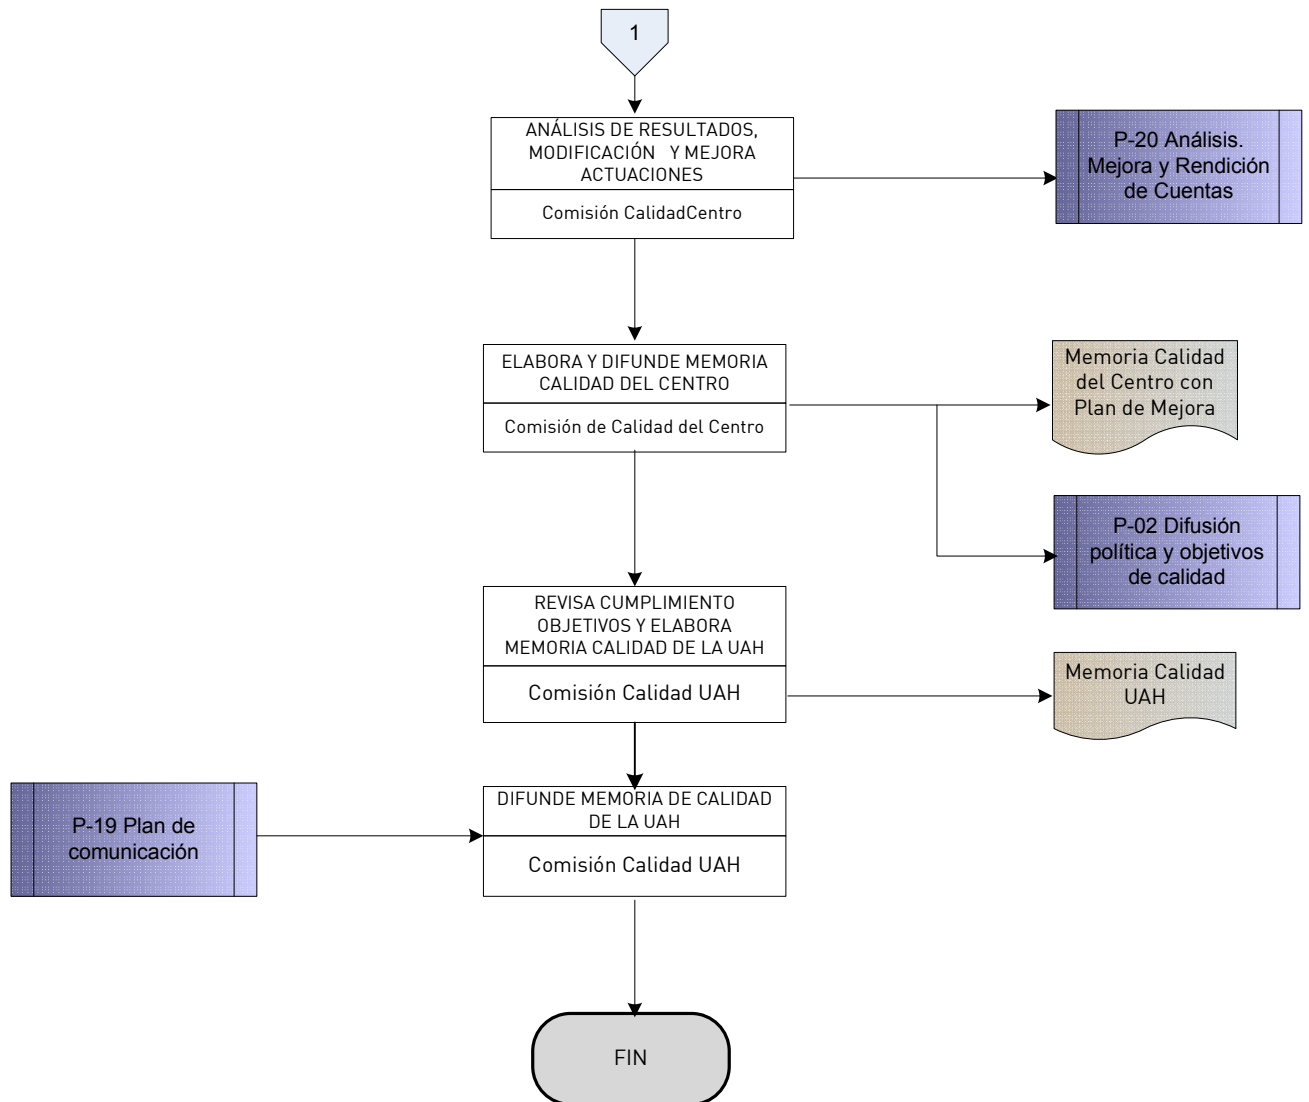 1
ANÁLISIS DE RESULTADOS,
MODIFICACIÓN Y MEJORA
ACTUACIONES
Comisión CalidadCentro
P-20 Análisis.
Mejora y Rendición
de Cuentas
ELABORA Y DIFUNDE MEMORIA
CALIDAD DEL CENTRO
Comisión de Calidad del Centro
Memoria Calidad
del Centro con
Plan de Mejora
P-02 Difusión
política y objetivos
de calidad
REVISA CUMPLIMIENTO
OBJETIVOS Y ELABORA
MEMORIA CALIDAD DE LA UAH
Comisión Calidad UAH
Memoria Calidad
UAH
P-19 Plan de
comunicación
DIFUNDE MEMORIA DE CALIDAD
DE LA UAH
Comisión Calidad UAH
FIN